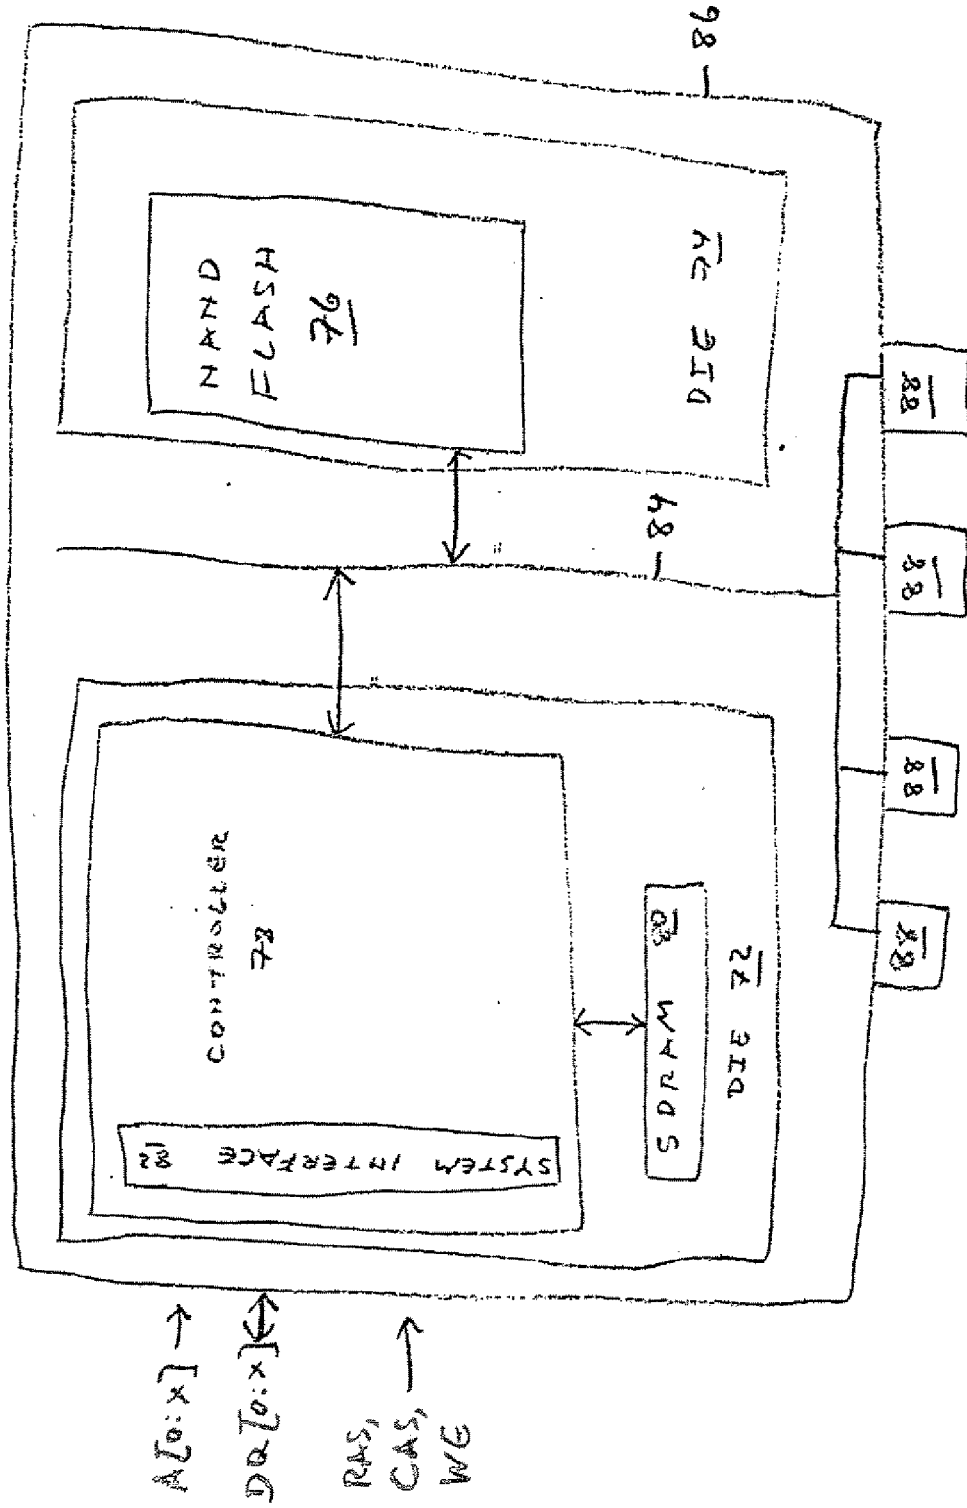 A[0:X]
DQ[0:X]
RAS,
CAS,
WE
SYSTEM INTERFACE 82
CONTROLLER
78
SDRAM 80
DIE 72
NAND
FLASH
76
DIE 74
84
86
88
88
88
88